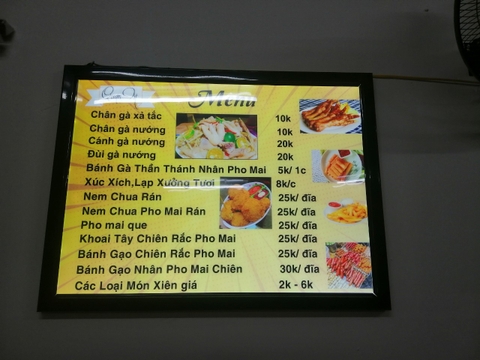 Menu
Chân gà xả tắc 10k
Chân gà nướng 10k
Cánh gà nướng 20k
Đùi gà nướng 20k
Bánh Gà Thần Thánh Nhân Pho Mai 5k/ 1c
Xúc Xích,Lạp Xưởng Tươi 8k/c
Nem Chua Rán 25k/ đĩa
Nem Chua Pho Mai Rán 25k/ đĩa
Pho mai que 25k/ đĩa
Khoai Tây Chiên Rắc Pho Mai 25k/ đĩa
Bánh Gạo Chiên Rắc Pho Mai 25k/ đĩa
Bánh Gạo Nhân Pho Mai Chiên 30k/ đĩa
Các Loại Món Xiên giá 2k - 6k